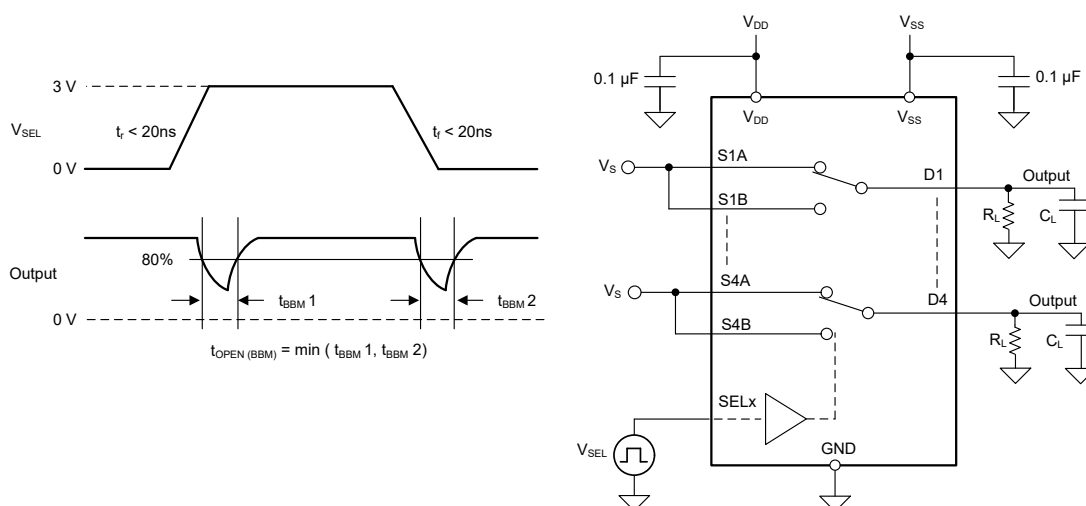 3 V
V_SEL
t_r < 20ns
t_f < 20ns
0 V
80%
Output
t_BBM 1
t_BBM 2
0 V
t_OPEN (BBM) = min ( t_BBM 1, t_BBM 2)
V_DD
V_SS
0.1 µF
0.1 µF
V_DD
V_SS
V_S
S1A
S1B
D1
Output
R_L
C_L
V_S
S4A
S4B
D4
Output
R_L
C_L
SELx
V_SEL
GND